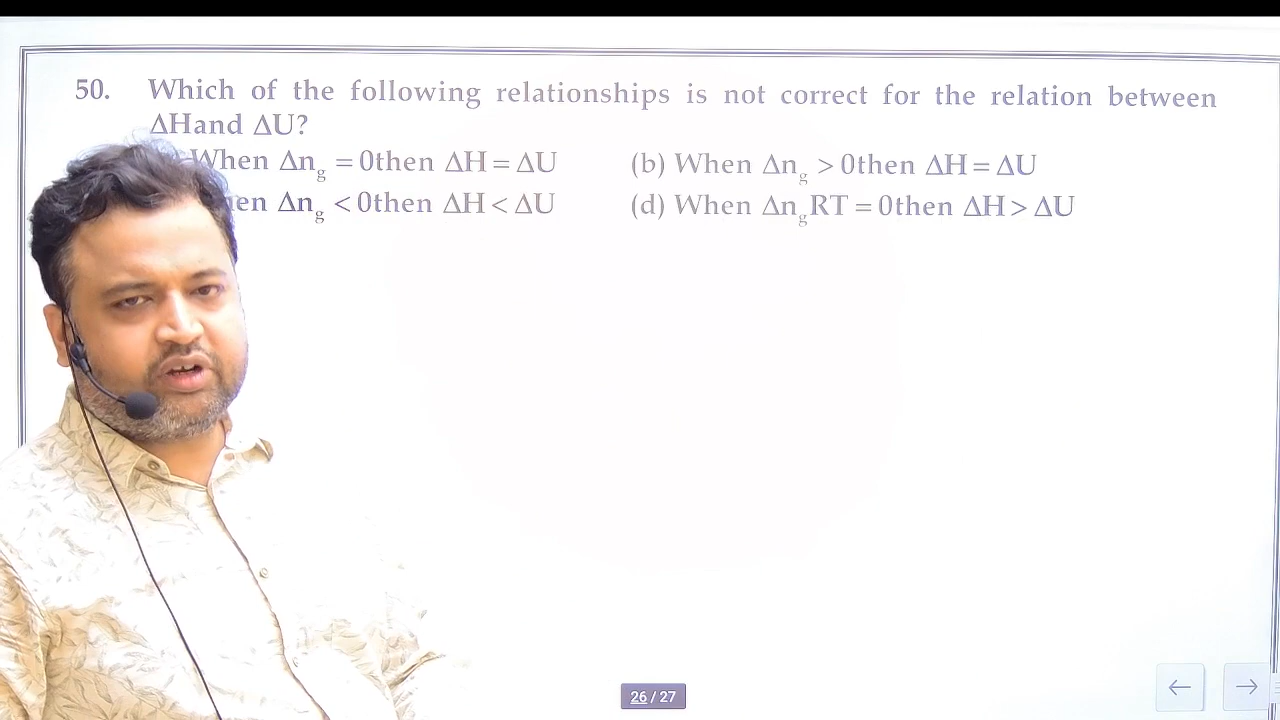 50. Which of the following relationships is not correct for the relation between
ΔHand ΔU?
When Δn_g = 0then ΔH = ΔU (b) When Δn_g > 0then ΔH = ΔU
en Δn_g < 0then ΔH < ΔU (d) When Δn_gRT = 0then ΔH > ΔU
26 / 27